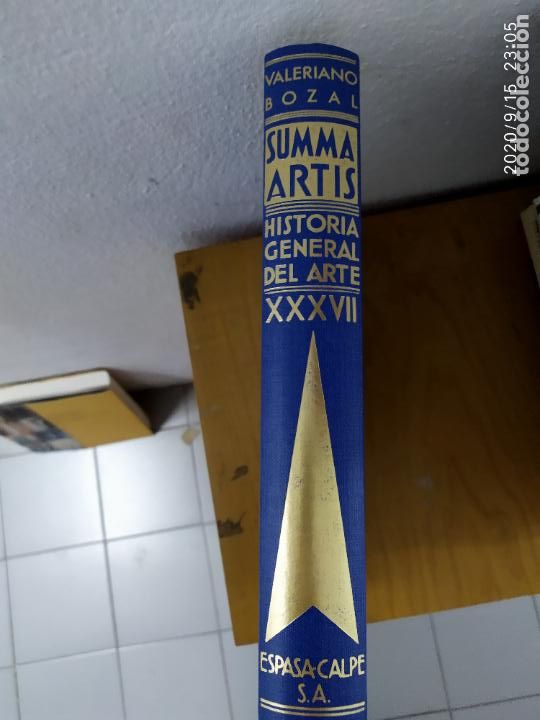 VALERIANO
BOZAL
SUMMA
ARTIS
HISTORIA
GENERAL
DEL ARTE
XXXVII
ESPASA-CALPE
S.A.
2020/9/15 23:05
todocoleccion